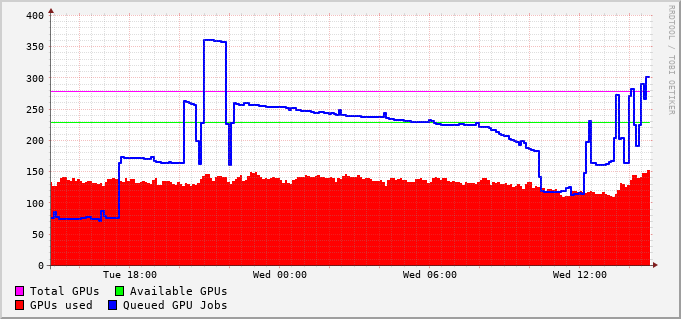 400
350
300
250
200
150
100
50
0
Tue 18:00 Wed 00:00 Wed 06:00 Wed 12:00
Total GPUs Available GPUs
GPUs used Queued GPU Jobs
RRDTOOL / TOBI OETIKER